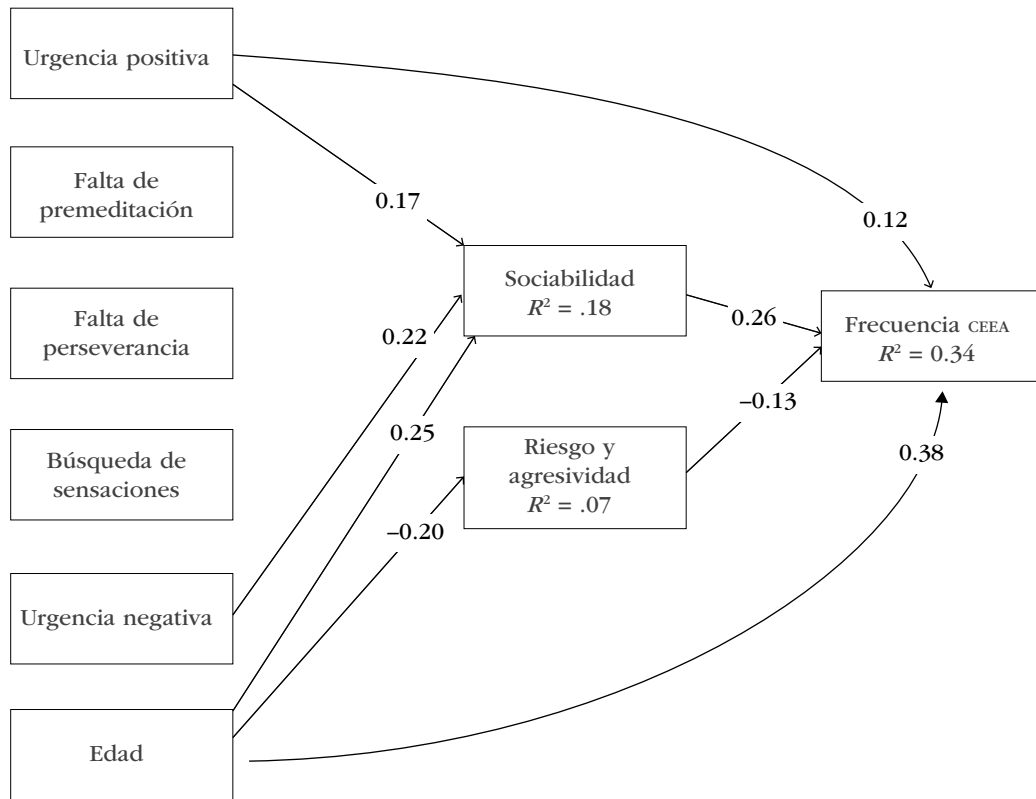 Urgencia positiva
Falta de
premeditación
Falta de
perseverancia
Búsqueda de
sensaciones
Urgencia negativa
Edad
0.17
0.22
0.25
–0.20
Sociabilidad
R² = .18
Riesgo y
agresividad
R² = .07
0.12
0.26
–0.13
0.38
Frecuencia CEEA
R² = 0.34